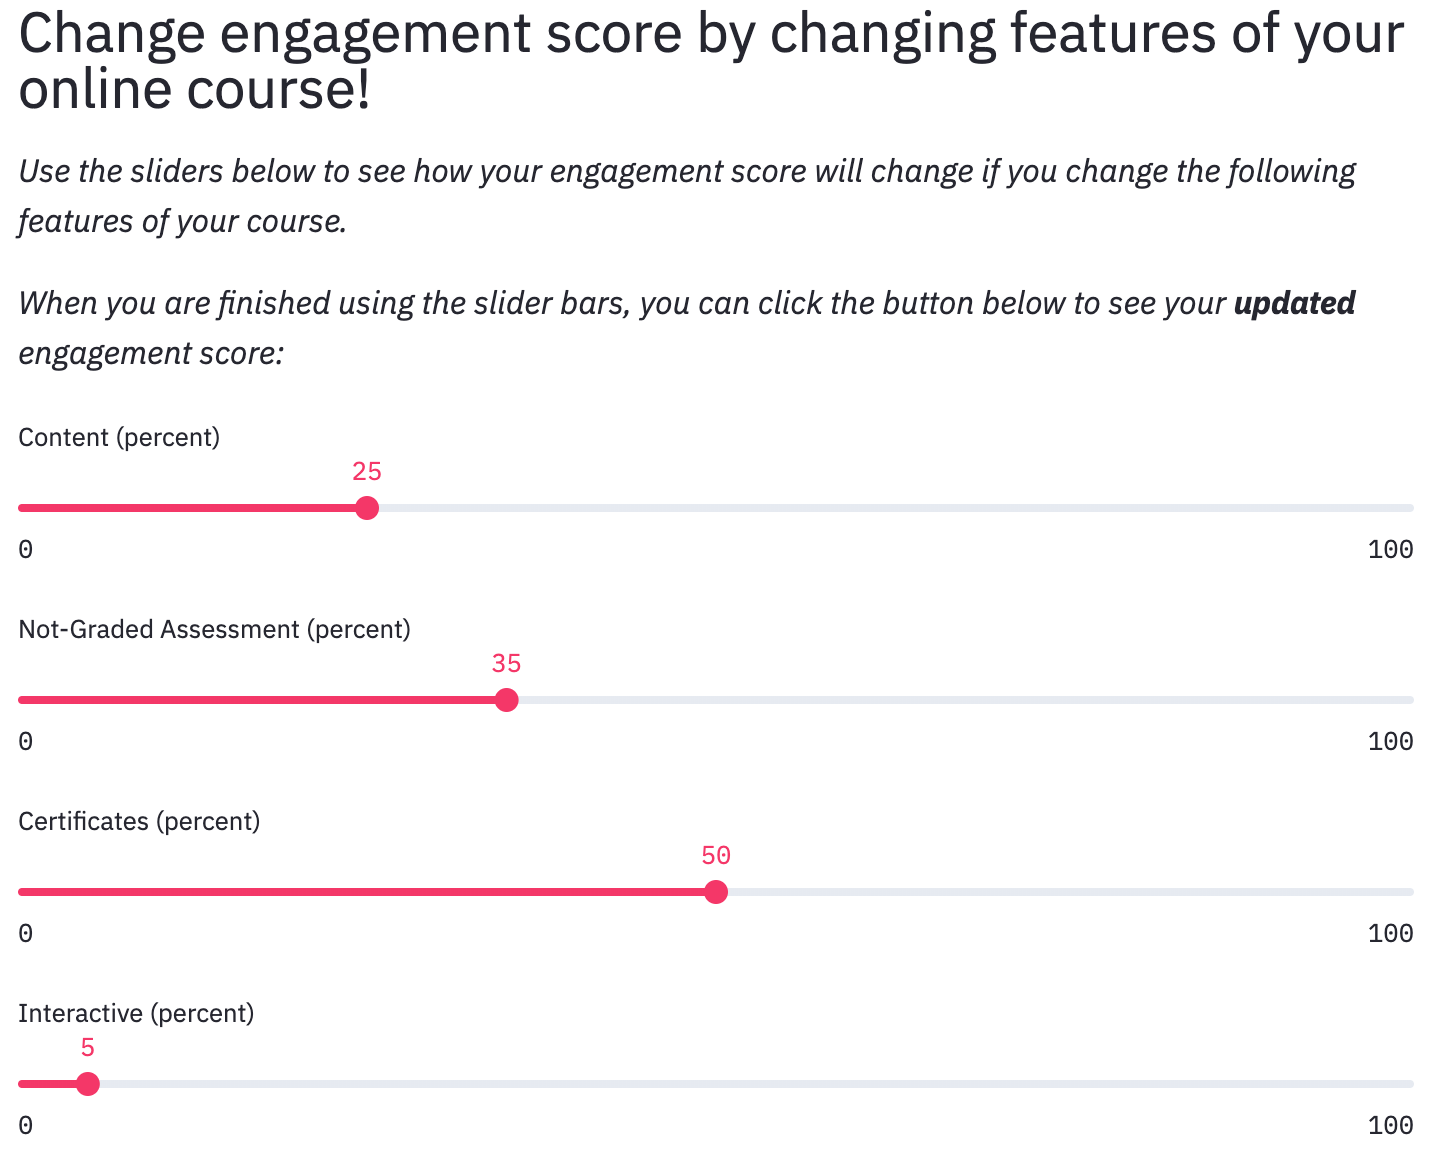 Change engagement score by changing features of your
online course!
Use the sliders below to see how your engagement score will change if you change the following
features of your course.
When you are finished using the slider bars, you can click the button below to see your updated
engagement score:
Content (percent)
25
0 100
Not-Graded Assessment (percent)
35
0 100
Certificates (percent)
50
0 100
Interactive (percent)
5
0 100